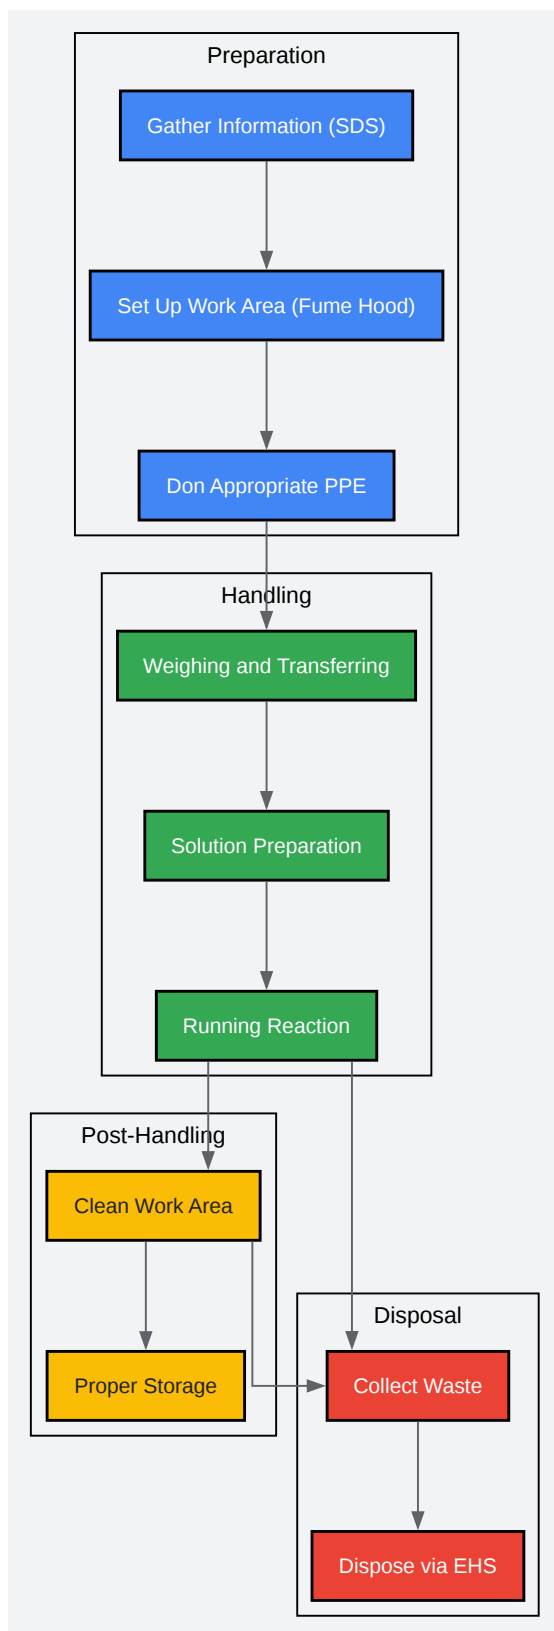 Preparation
Gather Information (SDS)
Set Up Work Area (Fume Hood)
Don Appropriate PPE
Handling
Weighing and Transferring
Solution Preparation
Running Reaction
Post-Handling
Clean Work Area
Proper Storage
Disposal
Collect Waste
Dispose via EHS